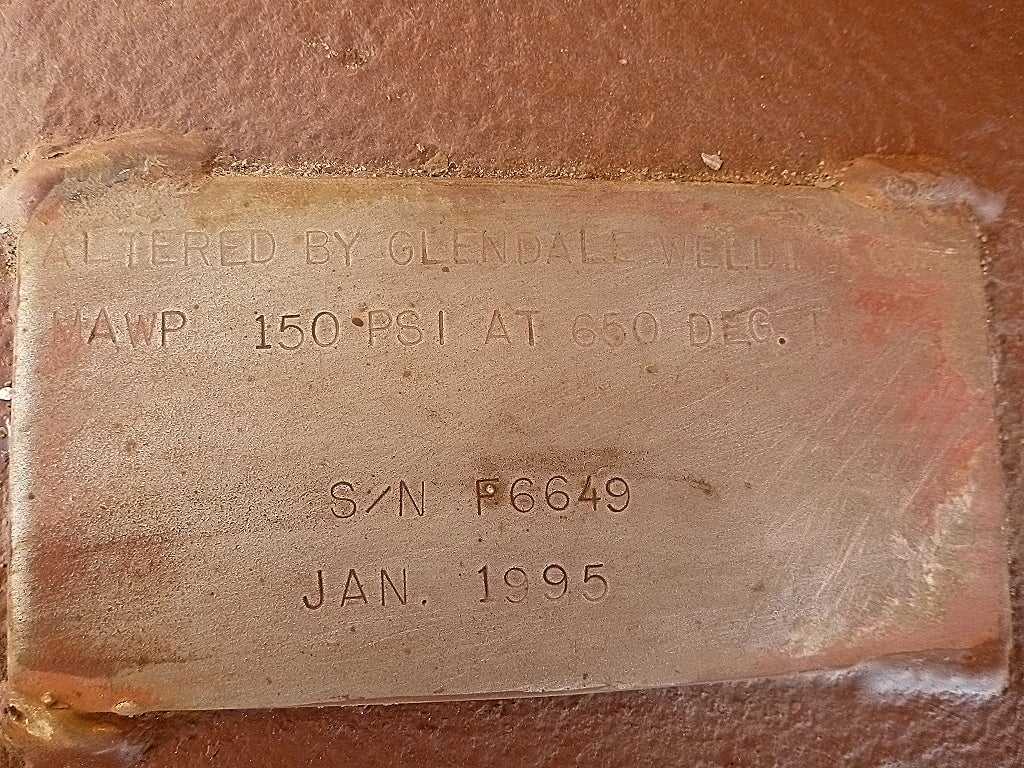 ALTERED BY GLENDALE
MAWP 150 PSI AT 650 DEG.
S/N F6649
JAN. 1995